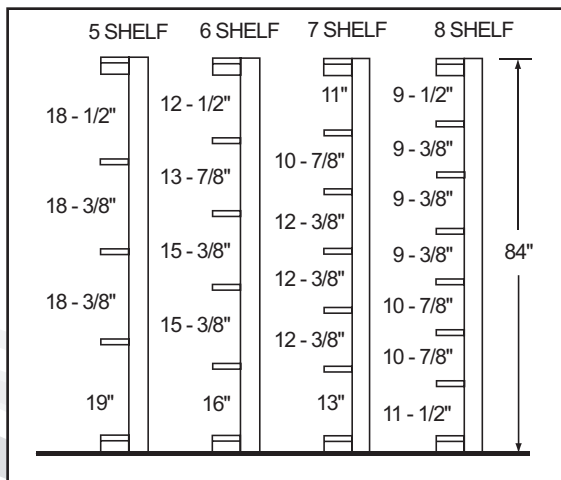 5 SHELF 6 SHELF 7 SHELF 8 SHELF
18 - 1/2"
18 - 3/8"
18 - 3/8"
19"
12 - 1/2"
13 - 7/8"
15 - 3/8"
15 - 3/8"
16"
11"
10 - 7/8"
12 - 3/8"
12 - 3/8"
12 - 3/8"
13"
9 - 1/2"
9 - 3/8"
9 - 3/8"
9 - 3/8"
10 - 7/8"
10 - 7/8"
11 - 1/2"
84"